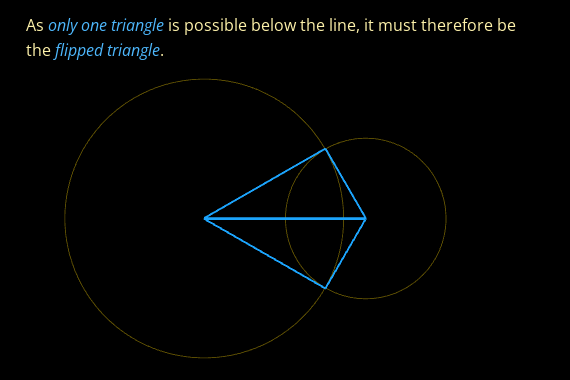 As only one triangle is possible below the line, it must therefore be
the flipped triangle.